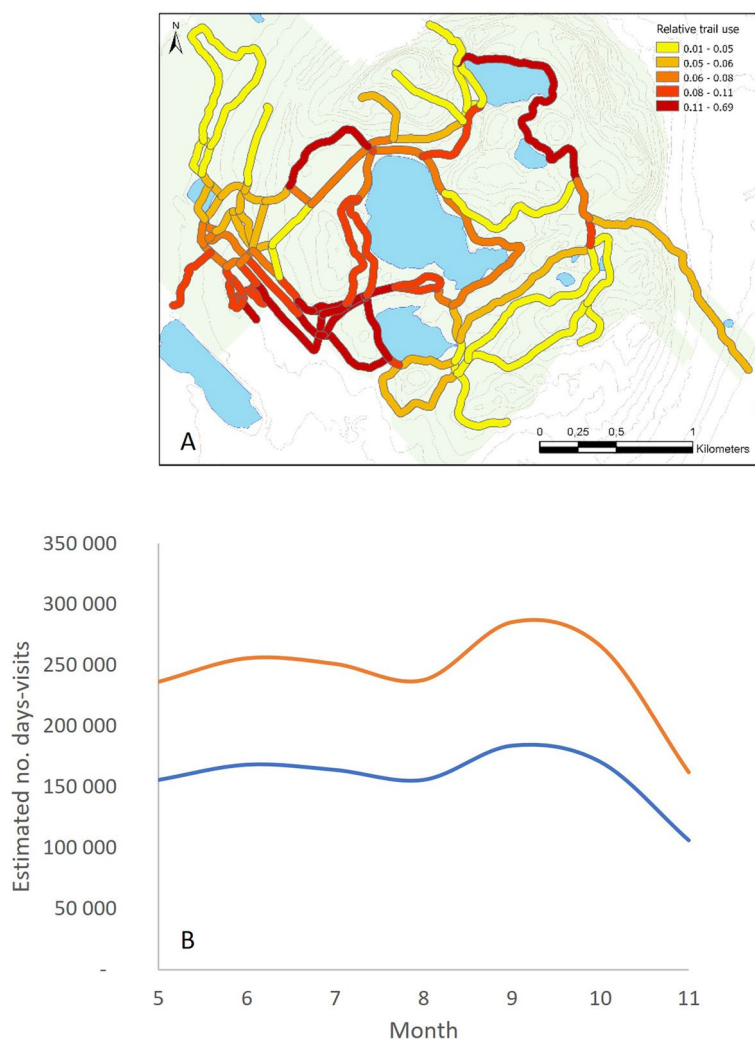 N
Relative trail use
0.01 - 0.05
0.05 - 0.06
0.06 - 0.08
0.08 - 0.11
0.11 - 0.69
A
0 0,25 0,5 1
Kilometers
350 000
300 000
250 000
200 000
150 000
100 000
50 000
-
Estimated no. days-visits
B
5 6 7 8 9 10 11
Month